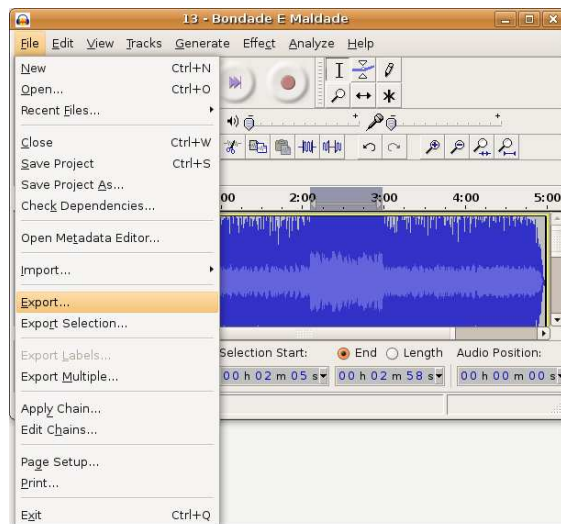 13 - Bondade E Maldade
File Edit View Tracks Generate Effect Analyze Help
New Ctrl+N
Open... Ctrl+O
Recent Files...
Close Ctrl+W
Save Project Ctrl+S
Save Project As...
Check Dependencies...
Open Metadata Editor...
Import...
Export...
Export Selection...
Export Labels...
Export Multiple...
Apply Chain...
Edit Chains...
Page Setup...
Print...
Exit Ctrl+Q
00 2:00 3:00 4:00 5:00
Selection Start: End Length Audio Position:
00 h 02 m 05 s 00 h 02 m 58 s 00 h 00 m 00 s